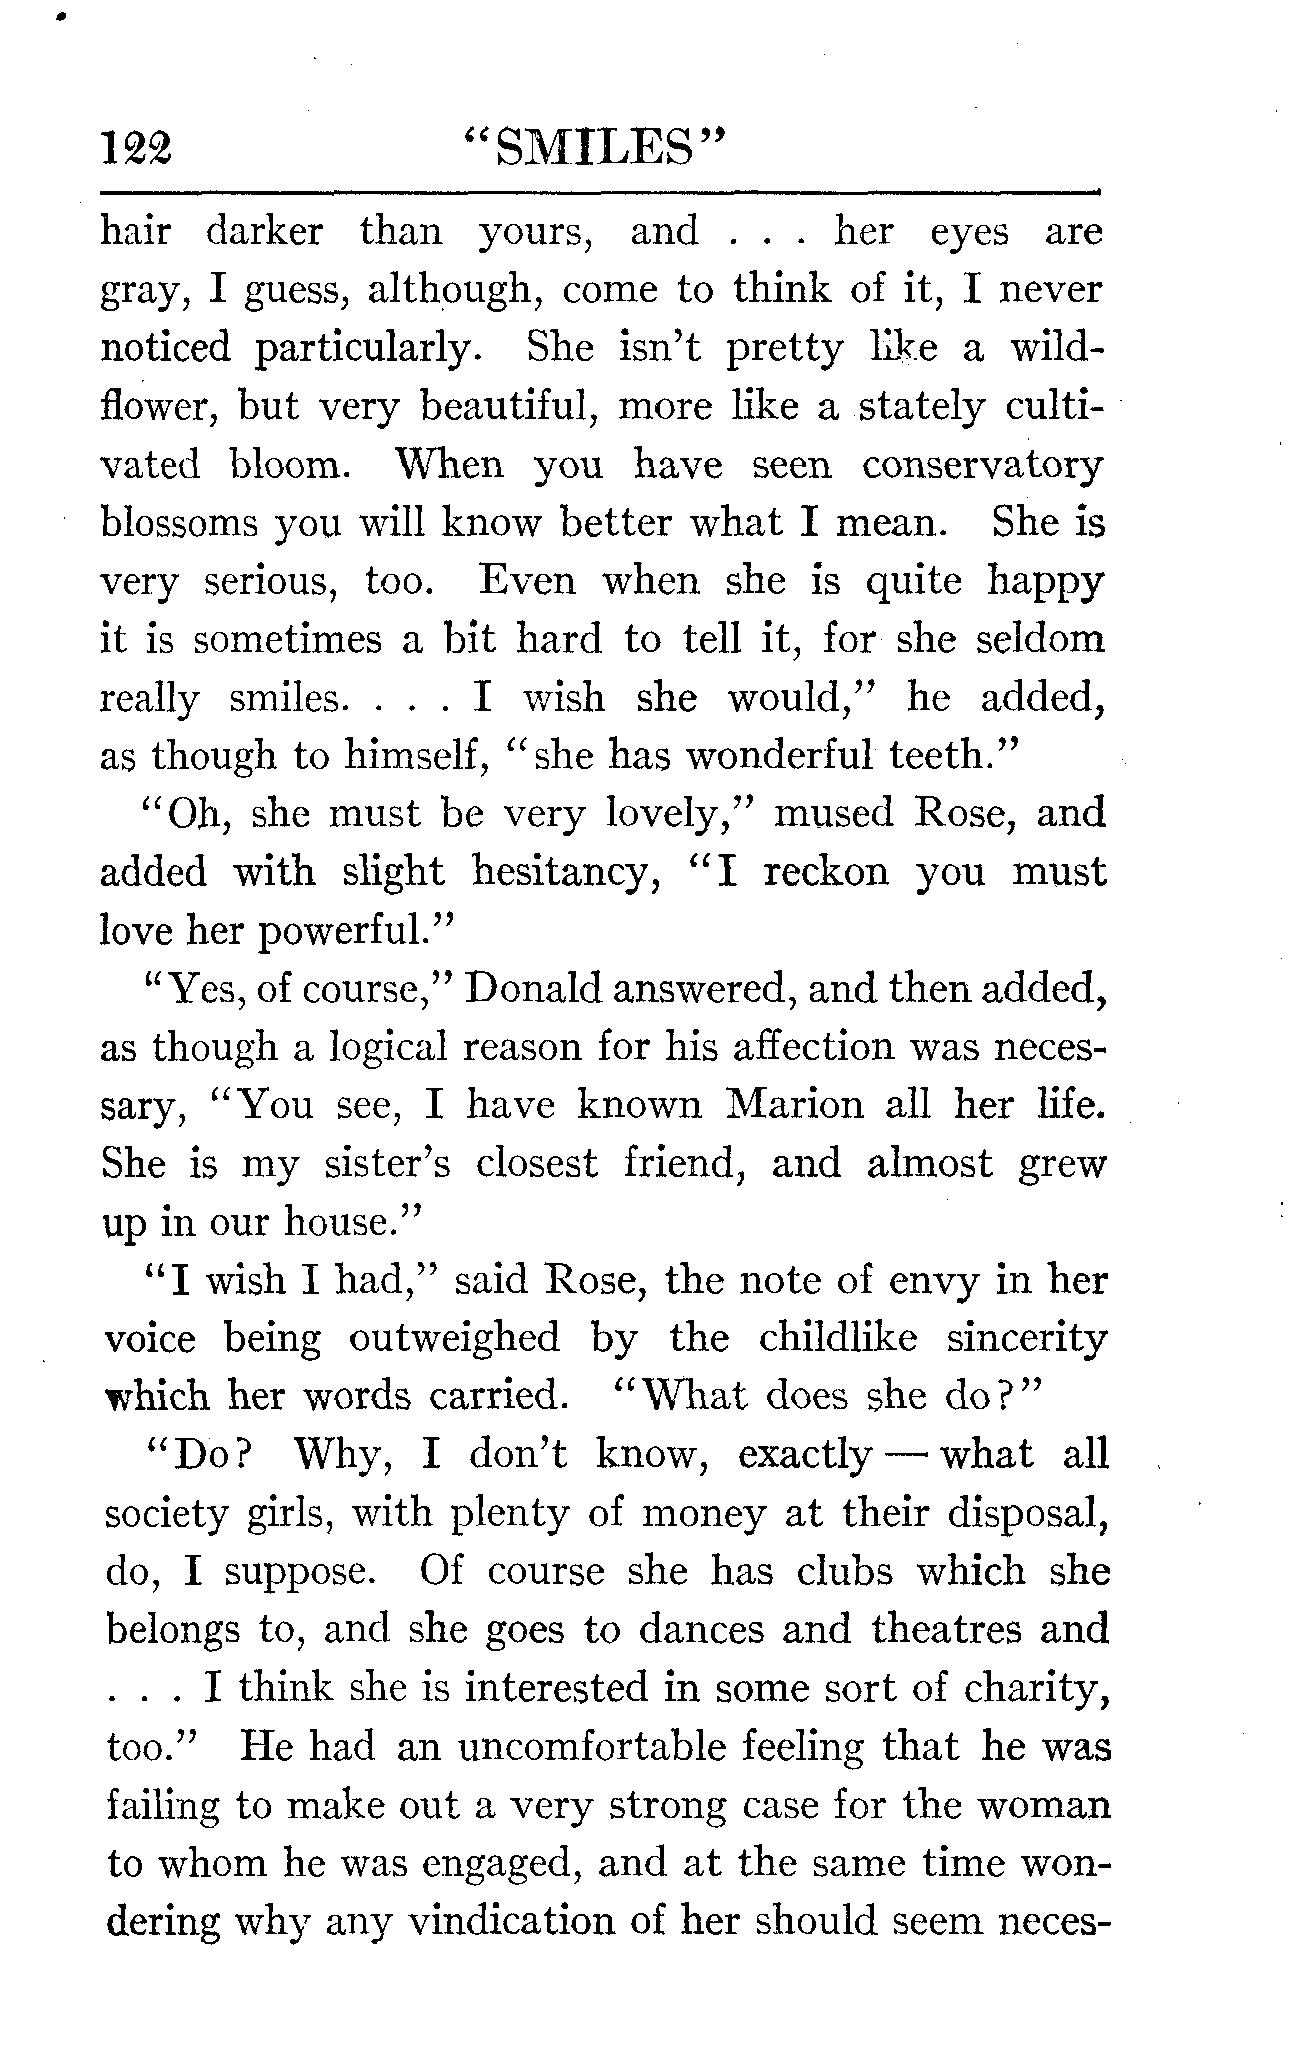 122 "SMILES"
hair darker than yours, and . . . her eyes are
gray, I guess, although, come to think of it, I never
noticed particularly. She isn't pretty like a wild-
flower, but very beautiful, more like a stately culti-
vated bloom. When you have seen conservatory
blossoms you will know better what I mean. She is
very serious, too. Even when she is quite happy
it is sometimes a bit hard to tell it, for she seldom
really smiles. . . . I wish she would," he added,
as though to himself, "she has wonderful teeth."
"Oh, she must be very lovely," mused Rose, and
added with slight hesitancy, "I reckon you must
love her powerful."
"Yes, of course," Donald answered, and then added,
as though a logical reason for his affection was neces-
sary, "You see, I have known Marion all her life.
She is my sister's closest friend, and almost grew
up in our house."
"I wish I had," said Rose, the note of envy in her
voice being outweighed by the childlike sincerity
which her words carried. "What does she do?"
"Do? Why, I don't know, exactly — what all
society girls, with plenty of money at their disposal,
do, I suppose. Of course she has clubs which she
belongs to, and she goes to dances and theatres and
. . . I think she is interested in some sort of charity,
too." He had an uncomfortable feeling that he was
failing to make out a very strong case for the woman
to whom he was engaged, and at the same time won-
dering why any vindication of her should seem neces-